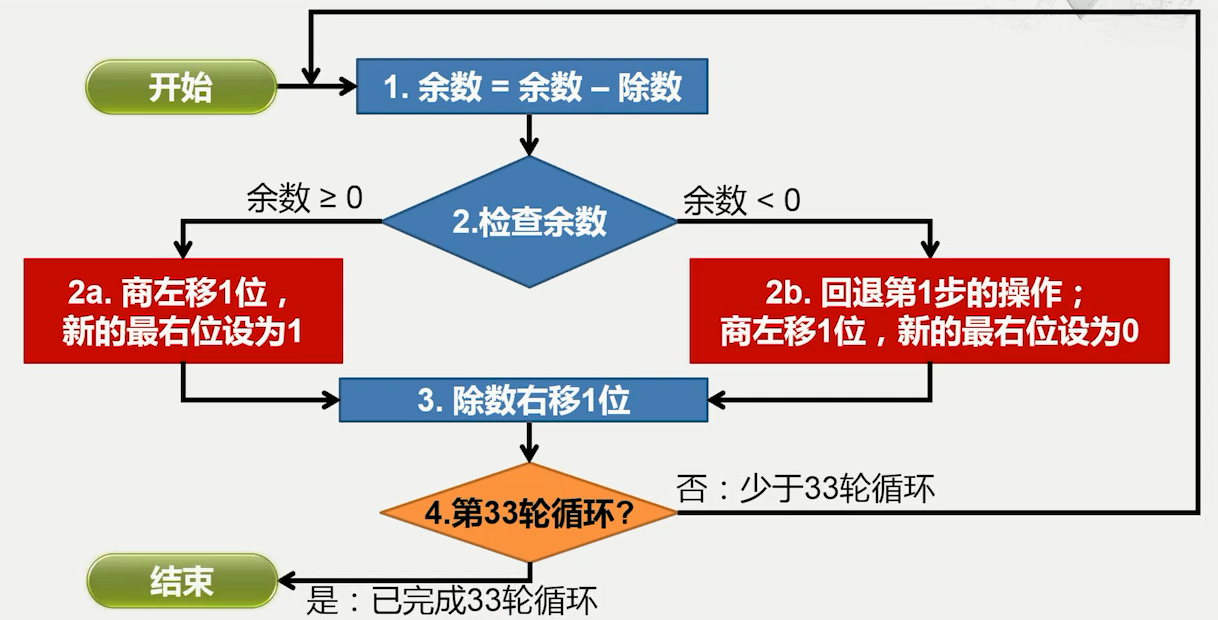 开始
1. 余数 = 余数 – 除数
余数 ≥ 0
2.检查余数
余数 < 0
2a. 商左移1位，
新的最右位设为1
2b. 回退第1步的操作；
商左移1位，新的最右位设为0
3. 除数右移1位
4.第33轮循环?
否：少于33轮循环
结束
是：已完成33轮循环